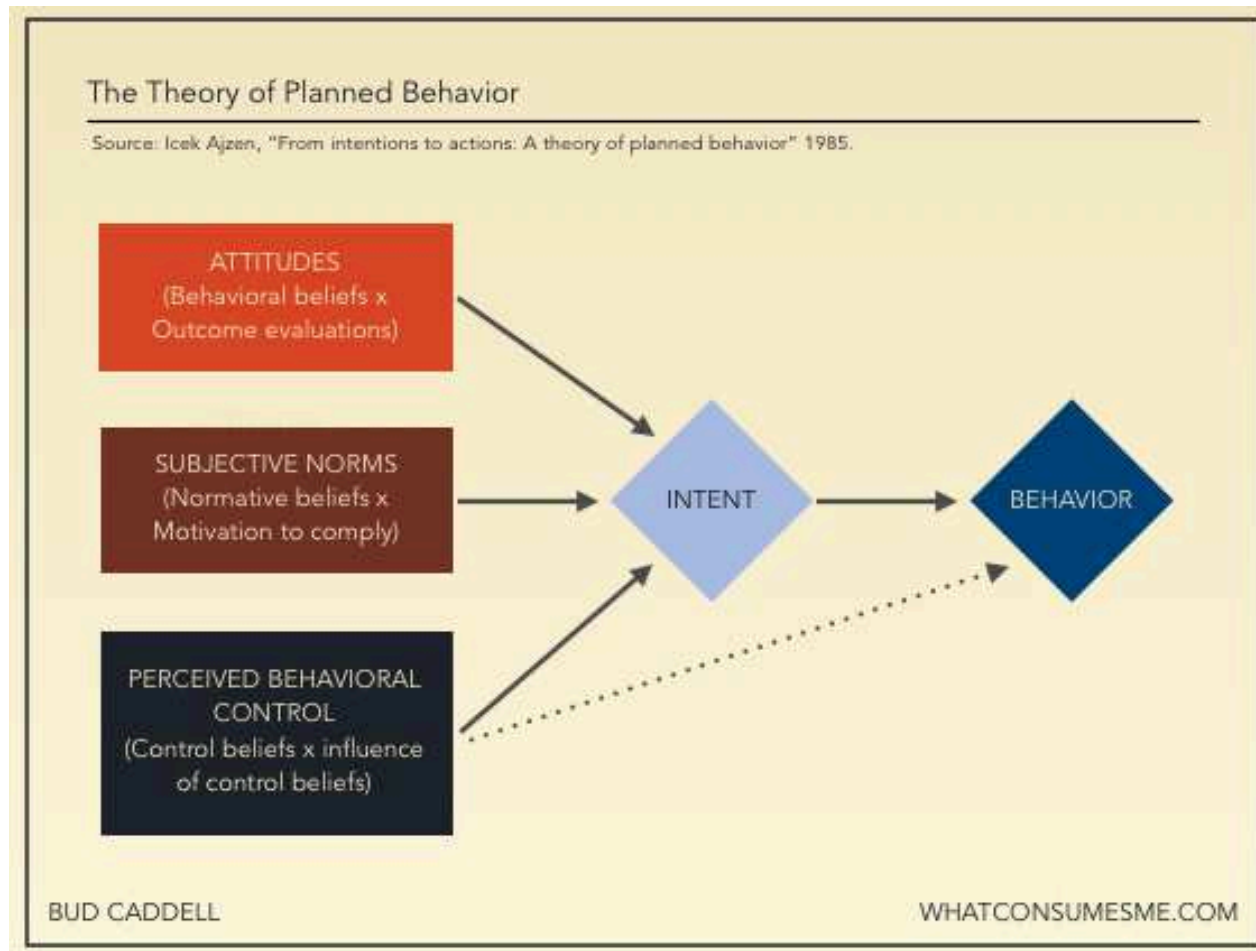 The Theory of Planned Behavior
Source: Icek Ajzen, "From intentions to actions: A theory of planned behavior" 1985.
ATTITUDES
(Behavioral beliefs x
Outcome evaluations)
SUBJECTIVE NORMS
(Normative beliefs x
Motivation to comply)
PERCEIVED BEHAVIORAL
CONTROL
(Control beliefs x influence
of control beliefs)
INTENT
BEHAVIOR
BUD CADDELL
WHATCONSUMESME.COM